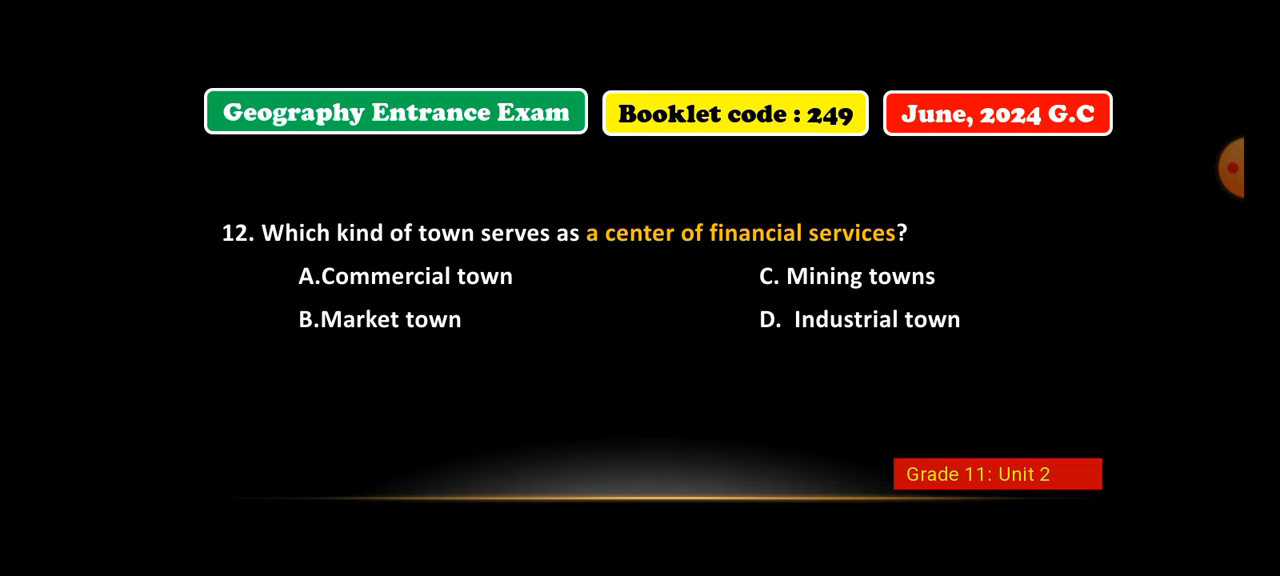 Geography Entrance Exam
Booklet code : 249
June, 2024 G.C
12. Which kind of town serves as a center of financial services?
A.Commercial town
C. Mining towns
B.Market town
D. Industrial town
Grade 11: Unit 2